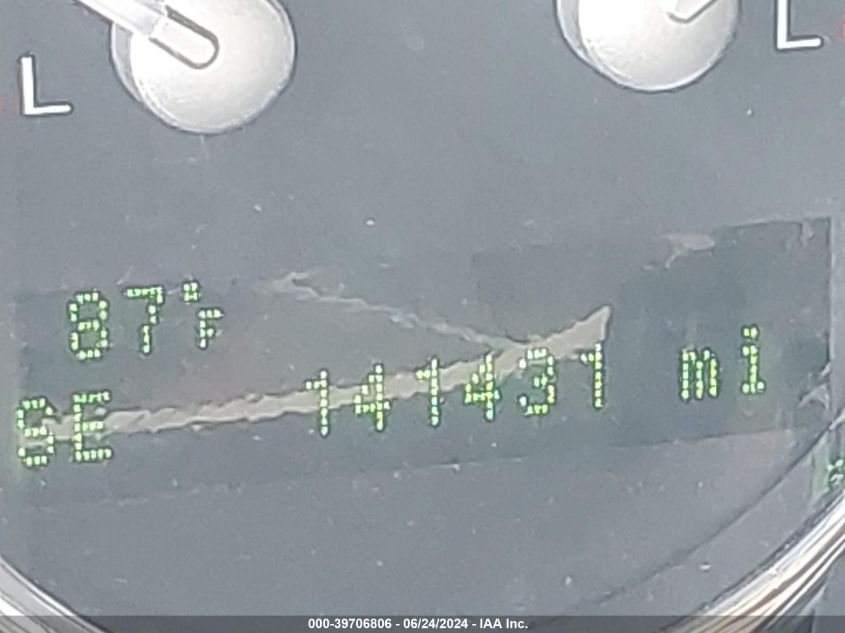 L L
87°F
SE 141431 mi
000-39706806 - 06/24/2024 - IAA Inc.